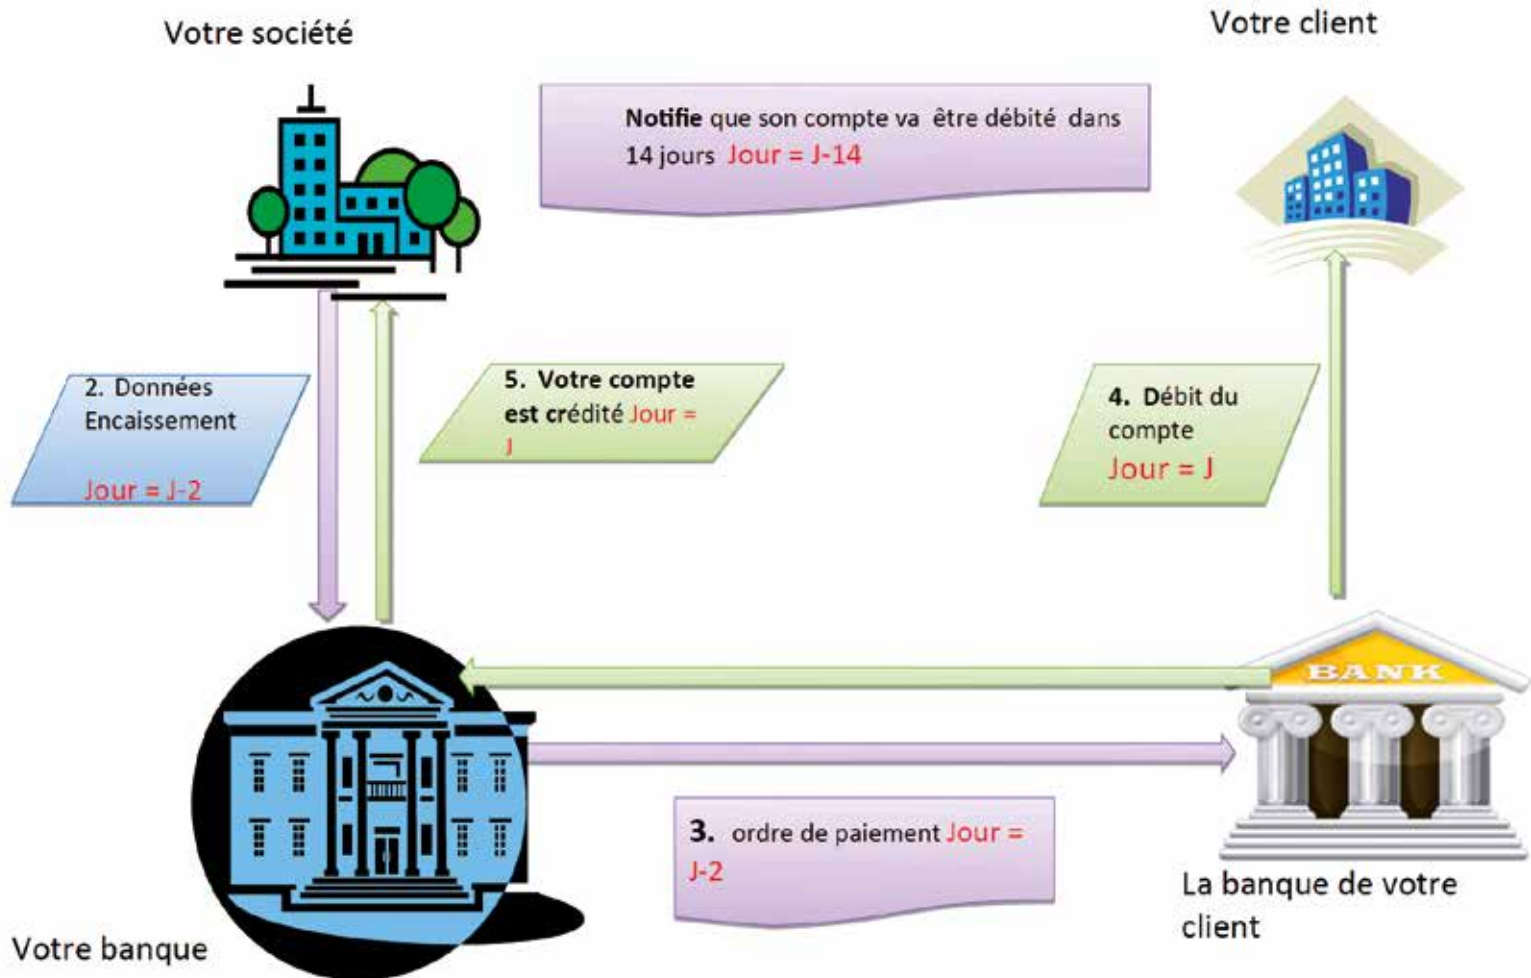 Votre société
Votre client
Notifie que son compte va être débité dans
14 jours Jour = J-14
2. Données
Encaissement
Jour = J-2
5. Votre compte
est crédité Jour =
J
4. Débit du
compte
Jour = J
BANK
3. ordre de paiement Jour =
J-2
La banque de votre
client
Votre banque